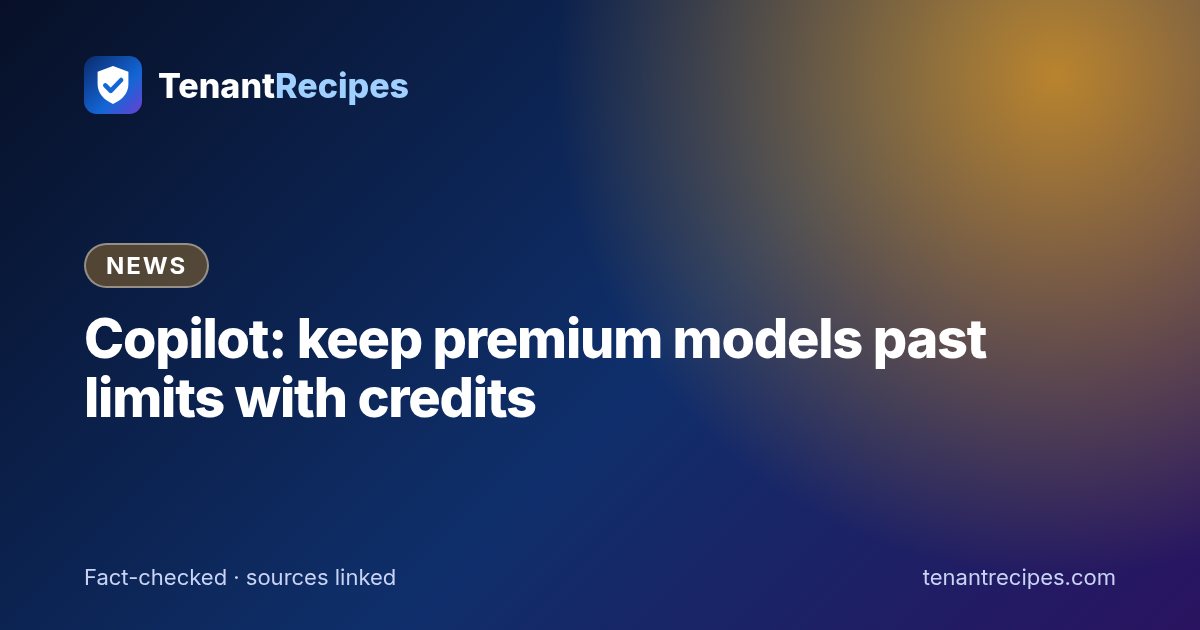 TenantRecipes
NEWS
Copilot: keep premium models past
limits with credits
Fact-checked · sources linked
tenantrecipes.com